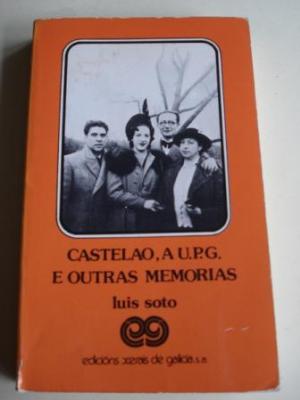 CASTELAO, A U.P.G.
E OUTRAS MEMORIAS
luis soto
edicións xerais de galicia s.a.